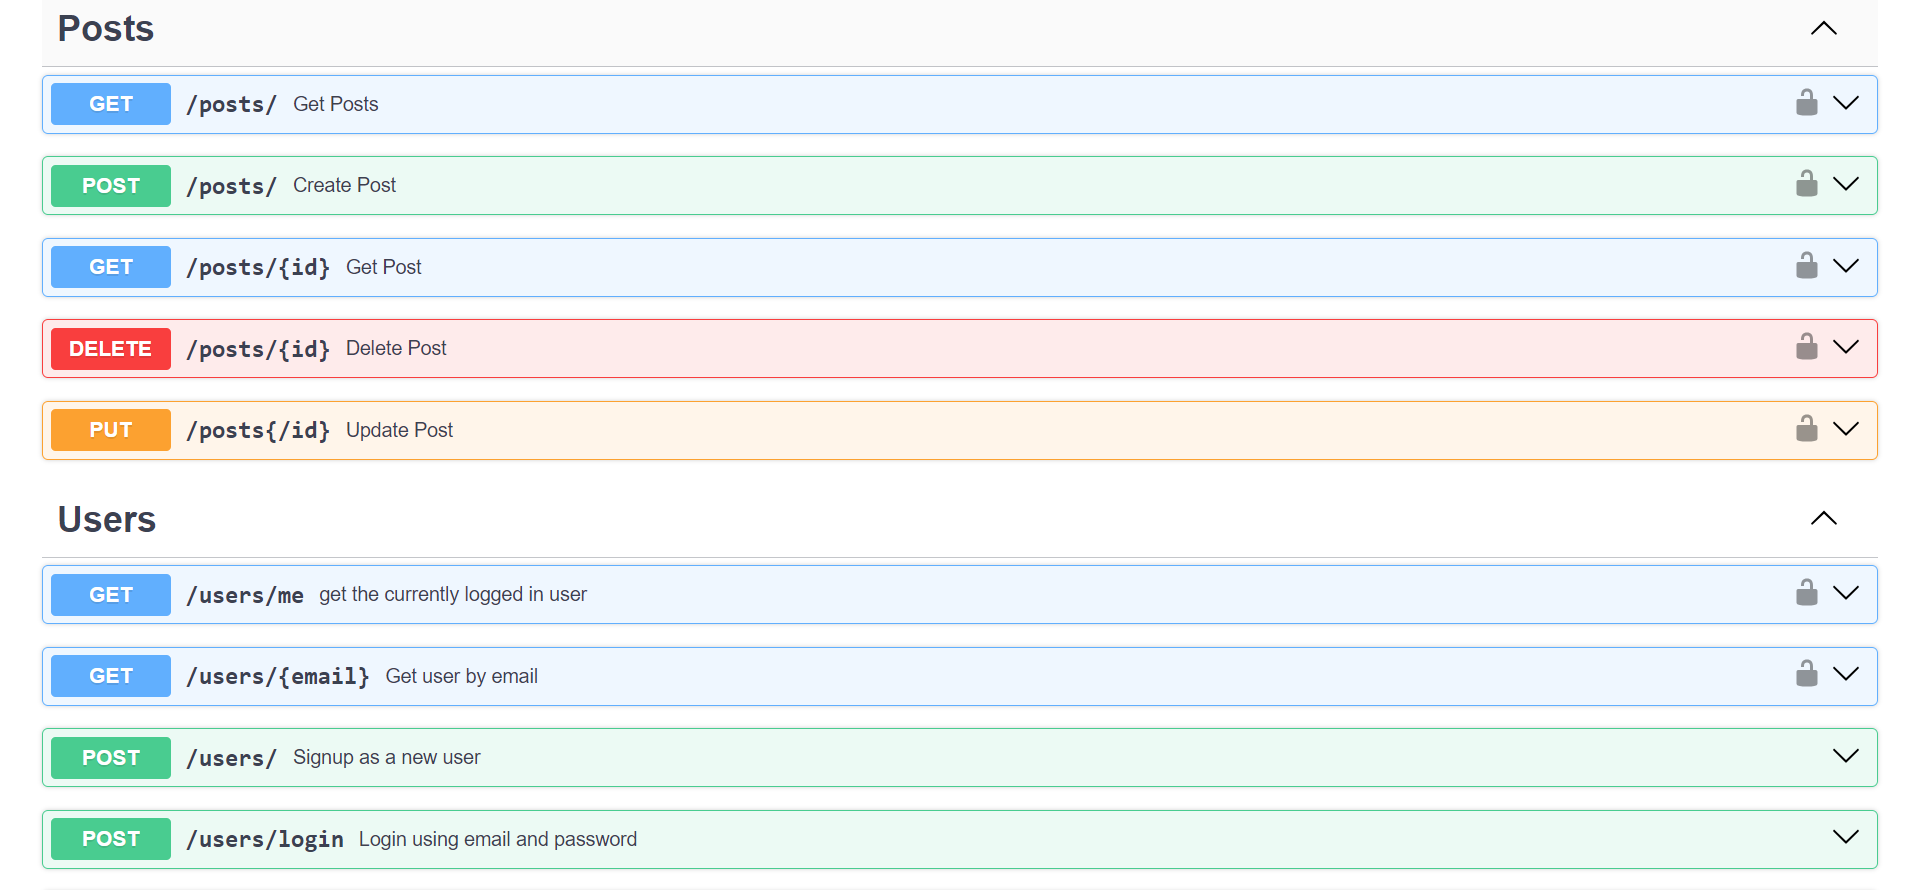 Posts
GET /posts/ Get Posts
POST /posts/ Create Post
GET /posts/{id} Get Post
DELETE /posts/{id} Delete Post
PUT /posts{/id} Update Post
Users
GET /users/me get the currently logged in user
GET /users/{email} Get user by email
POST /users/ Signup as a new user
POST /users/login Login using email and password